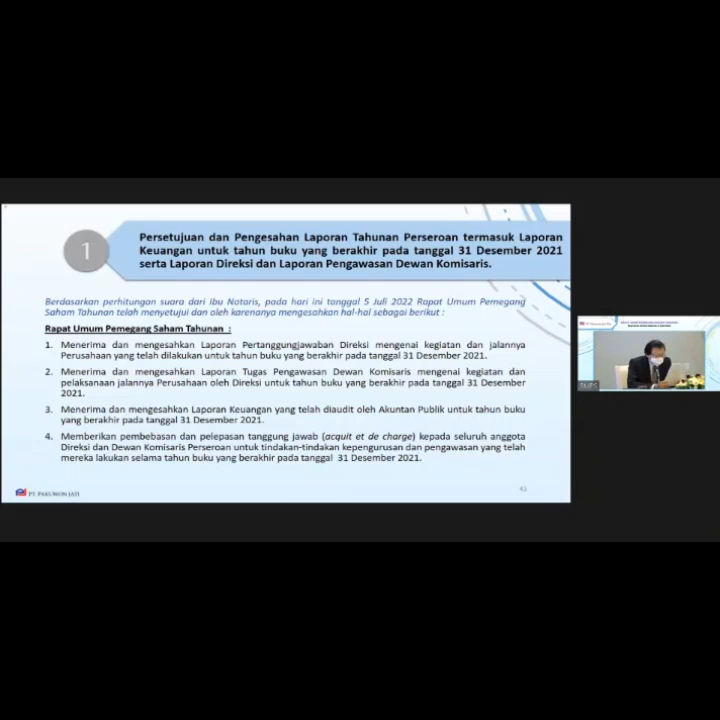 1
Persetujuan dan Pengesahan Laporan Tahunan Perseroan termasuk Laporan
Keuangan untuk tahun buku yang berakhir pada tanggal 31 Desember 2021
serta Laporan Direksi dan Laporan Pengawasan Dewan Komisaris.
Berdasarkan perhitungan suara dari Ibu Notaris, pada hari ini tanggal 5 Juli 2022 Rapat Umum Pemegang
Saham Tahunan telah menyetujui dan oleh karenanya mengesahkan hal-hal sebagai berikut :
Rapat Umum Pemegang Saham Tahunan :
1. Menerima dan mengesahkan Laporan Pertanggungjawaban Direksi mengenai kegiatan dan jalannya
Perusahaan yang telah dilakukan untuk tahun buku yang berakhir pada tanggal 31 Desember 2021.
2. Menerima dan mengesahkan Laporan Tugas Pengawasan Dewan Komisaris mengenai kegiatan dan
pelaksanaan jalannya Perusahaan oleh Direksi untuk tahun buku yang berakhir pada tanggal 31 Desember
2021.
3. Menerima dan mengesahkan Laporan Keuangan yang telah diaudit oleh Akuntan Publik untuk tahun buku
yang berakhir pada tanggal 31 Desember 2021.
4. Memberikan pembebasan dan pelepasan tanggung jawab (acquit et de charge) kepada seluruh anggota
Direksi dan Dewan Komisaris Perseroan untuk tindakan-tindakan kepengurusan dan pengawasan yang telah
mereka lakukan selama tahun buku yang berakhir pada tanggal 31 Desember 2021.
PT. PAKUWON JATI